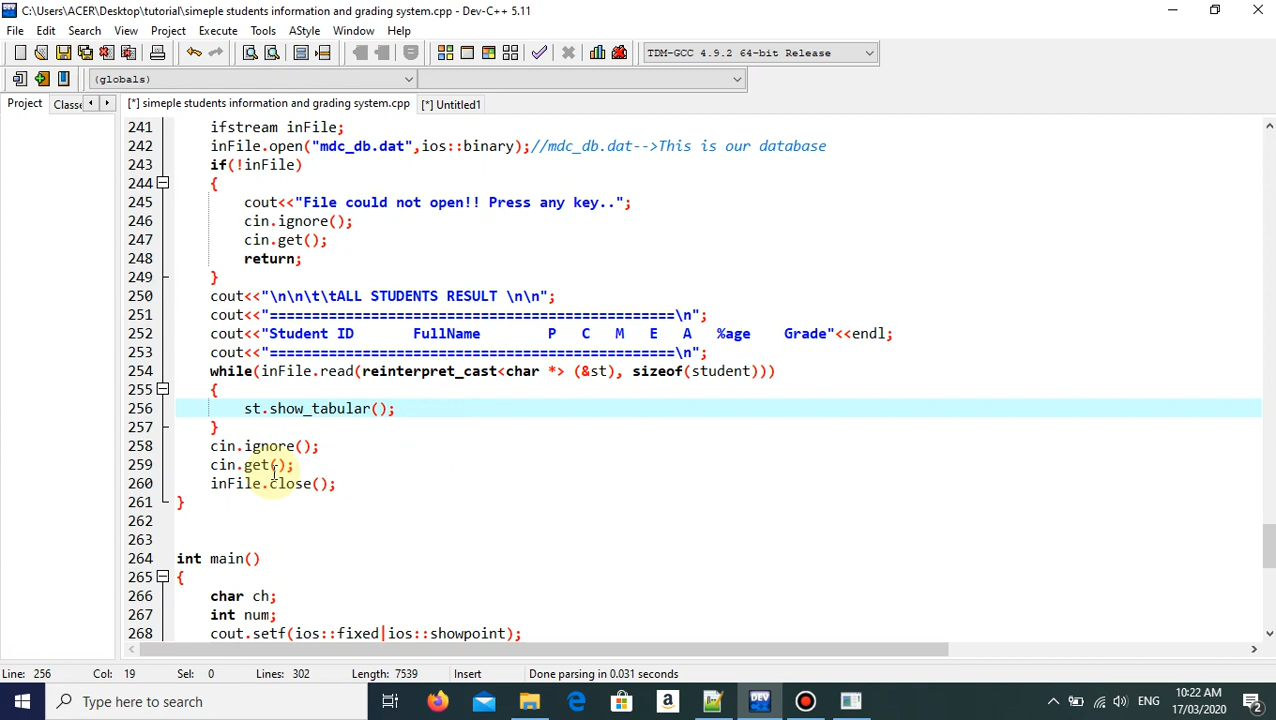 C:\Users\ACER\Desktop\tutorial\simeple students information and grading system.cpp - Dev-C++ 5.11
File Edit Search View Project Execute Tools AStyle Window Help
TDM-GCC 4.9.2 64-bit Release
(globals)
Project Classe [*] simeple students information and grading system.cpp [*] Untitled1
241 ifstream inFile;
242 inFile.open("mdc_db.dat",ios::binary);//mdc_db.dat-->This is our database
243 if(!inFile)
244 {
245 cout<<"File could not open!! Press any key..";
246 cin.ignore();
247 cin.get();
248 return;
249 }
250 cout<<"\n\n\t\tALL STUDENTS RESULT \n\n";
251 cout<<"================================================\n";
252 cout<<"Student ID       FullName        P   C   M   E   A   %age    Grade"<<endl;
253 cout<<"================================================\n";
254 while(inFile.read(reinterpret_cast<char *> (&st), sizeof(student)))
255 {
256 st.show_tabular();
257 }
258 cin.ignore();
259 cin.get();
260 inFile.close();
261 }
262
263
264 int main()
265 {
266 char ch;
267 int num;
268 cout.setf(ios::fixed|ios::showpoint);
Line: 256 Col: 19 Sel: 0 Lines: 302 Length: 7539 Insert Done parsing in 0.031 seconds
Type here to search
DEV
ENG
10:22 AM
17/03/2020
2